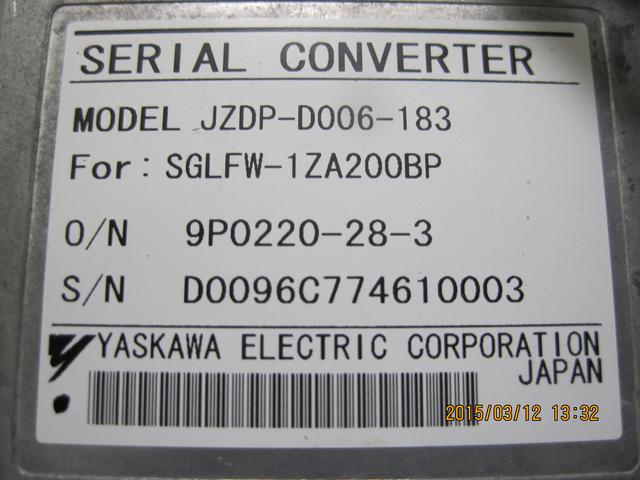 SERIAL CONVERTER
MODEL JZDP-D006-183
For: SGLFW-1ZA200BP
O/N 9P0220-28-3
S/N D0096C774610003
YASKAWA ELECTRIC CORPORATION
JAPAN
2015/03/12 13:32